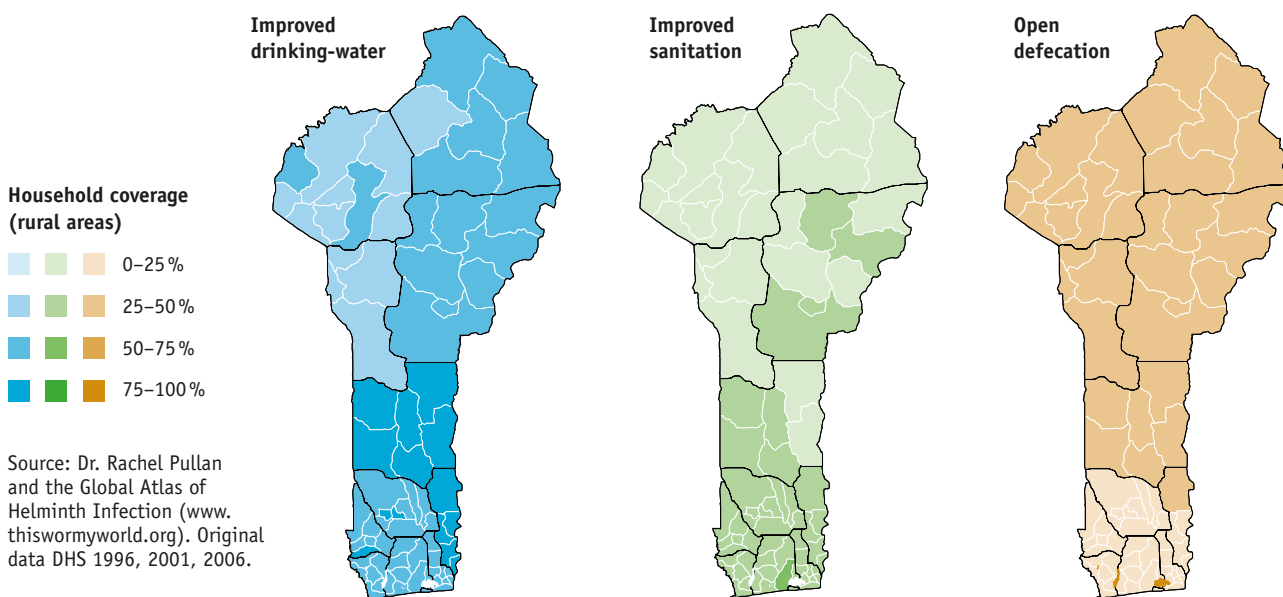 Improved
drinking-water
Improved
sanitation
Open
defecation
Household coverage
(rural areas)
0–25 %
25–50 %
50–75 %
75–100 %
Source: Dr. Rachel Pullan
and the Global Atlas of
Helminth Infection (www.
thiswormyworld.org). Original
data DHS 1996, 2001, 2006.